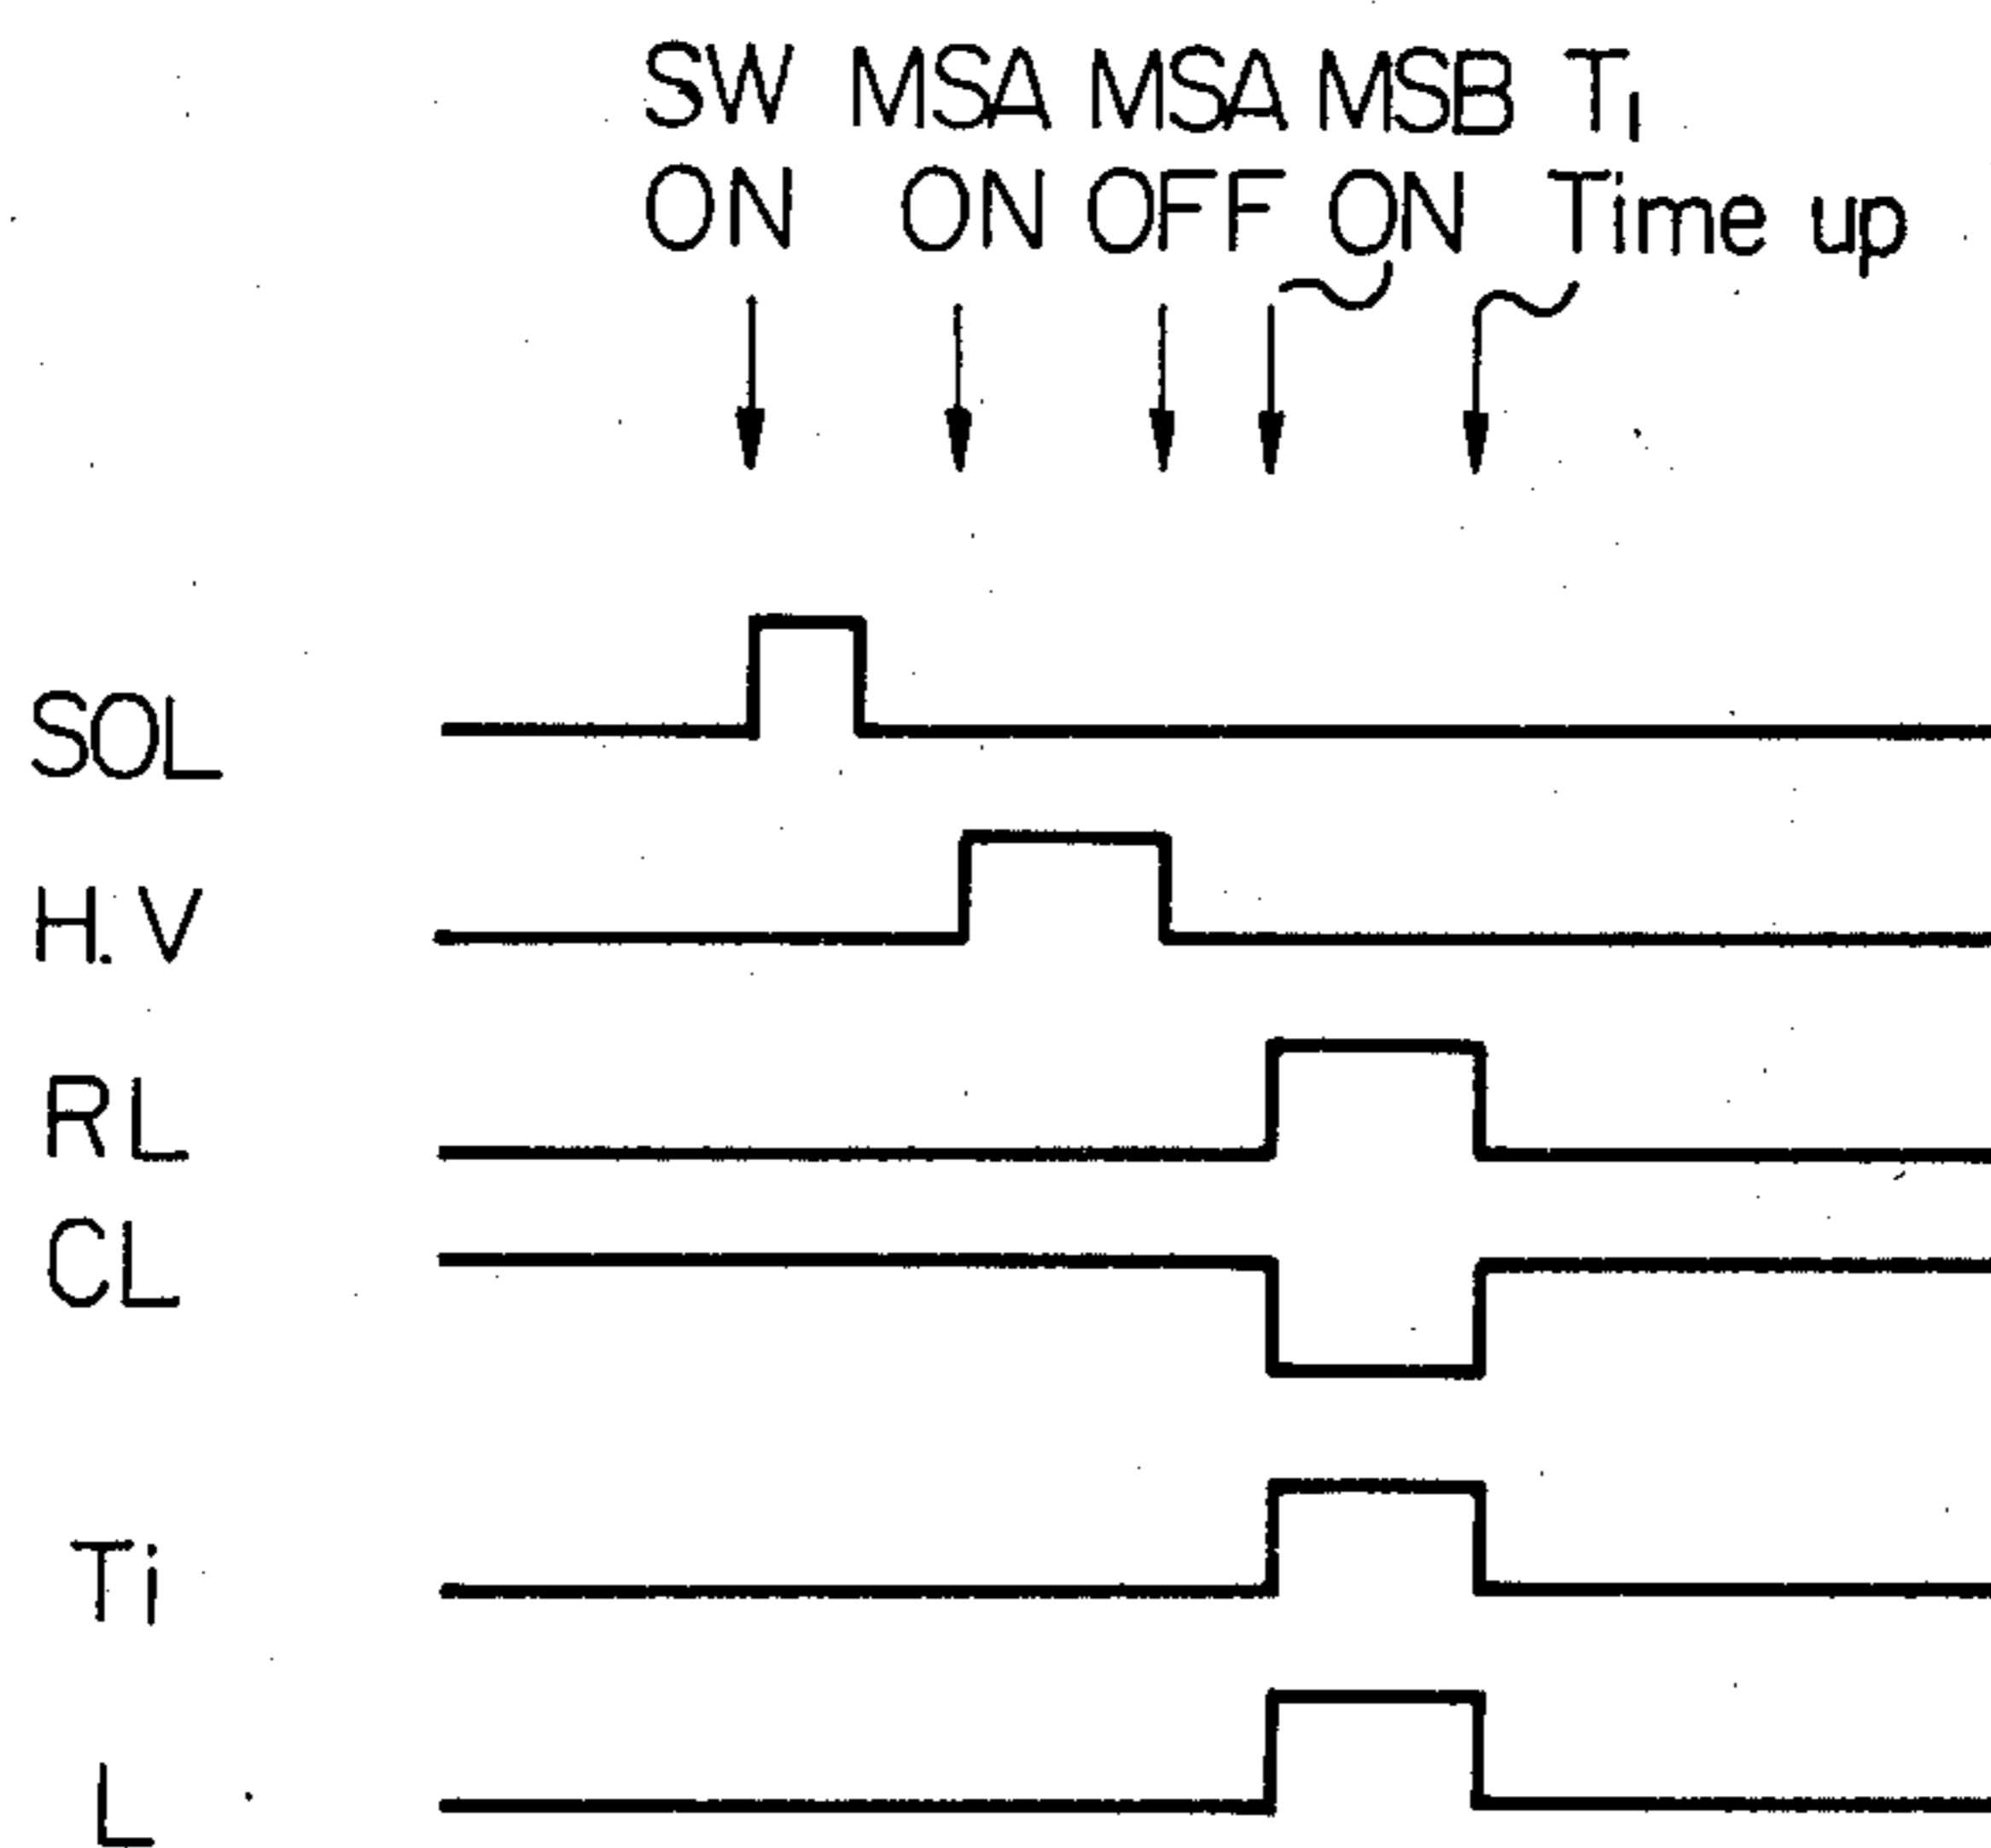 SW MSA MSA MSB T₁
ON ON OFF ON Time up
SOL
H.V
RL
CL
Ti
L